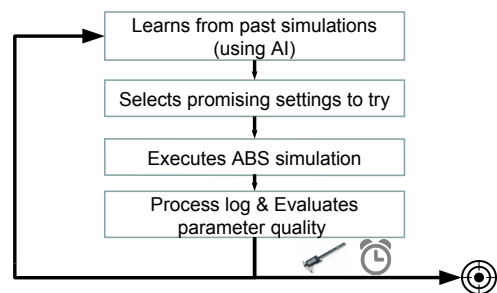 Learns from past simulations
(using AI)
Selects promising settings to try
Executes ABS simulation
Process log & Evaluates
parameter quality